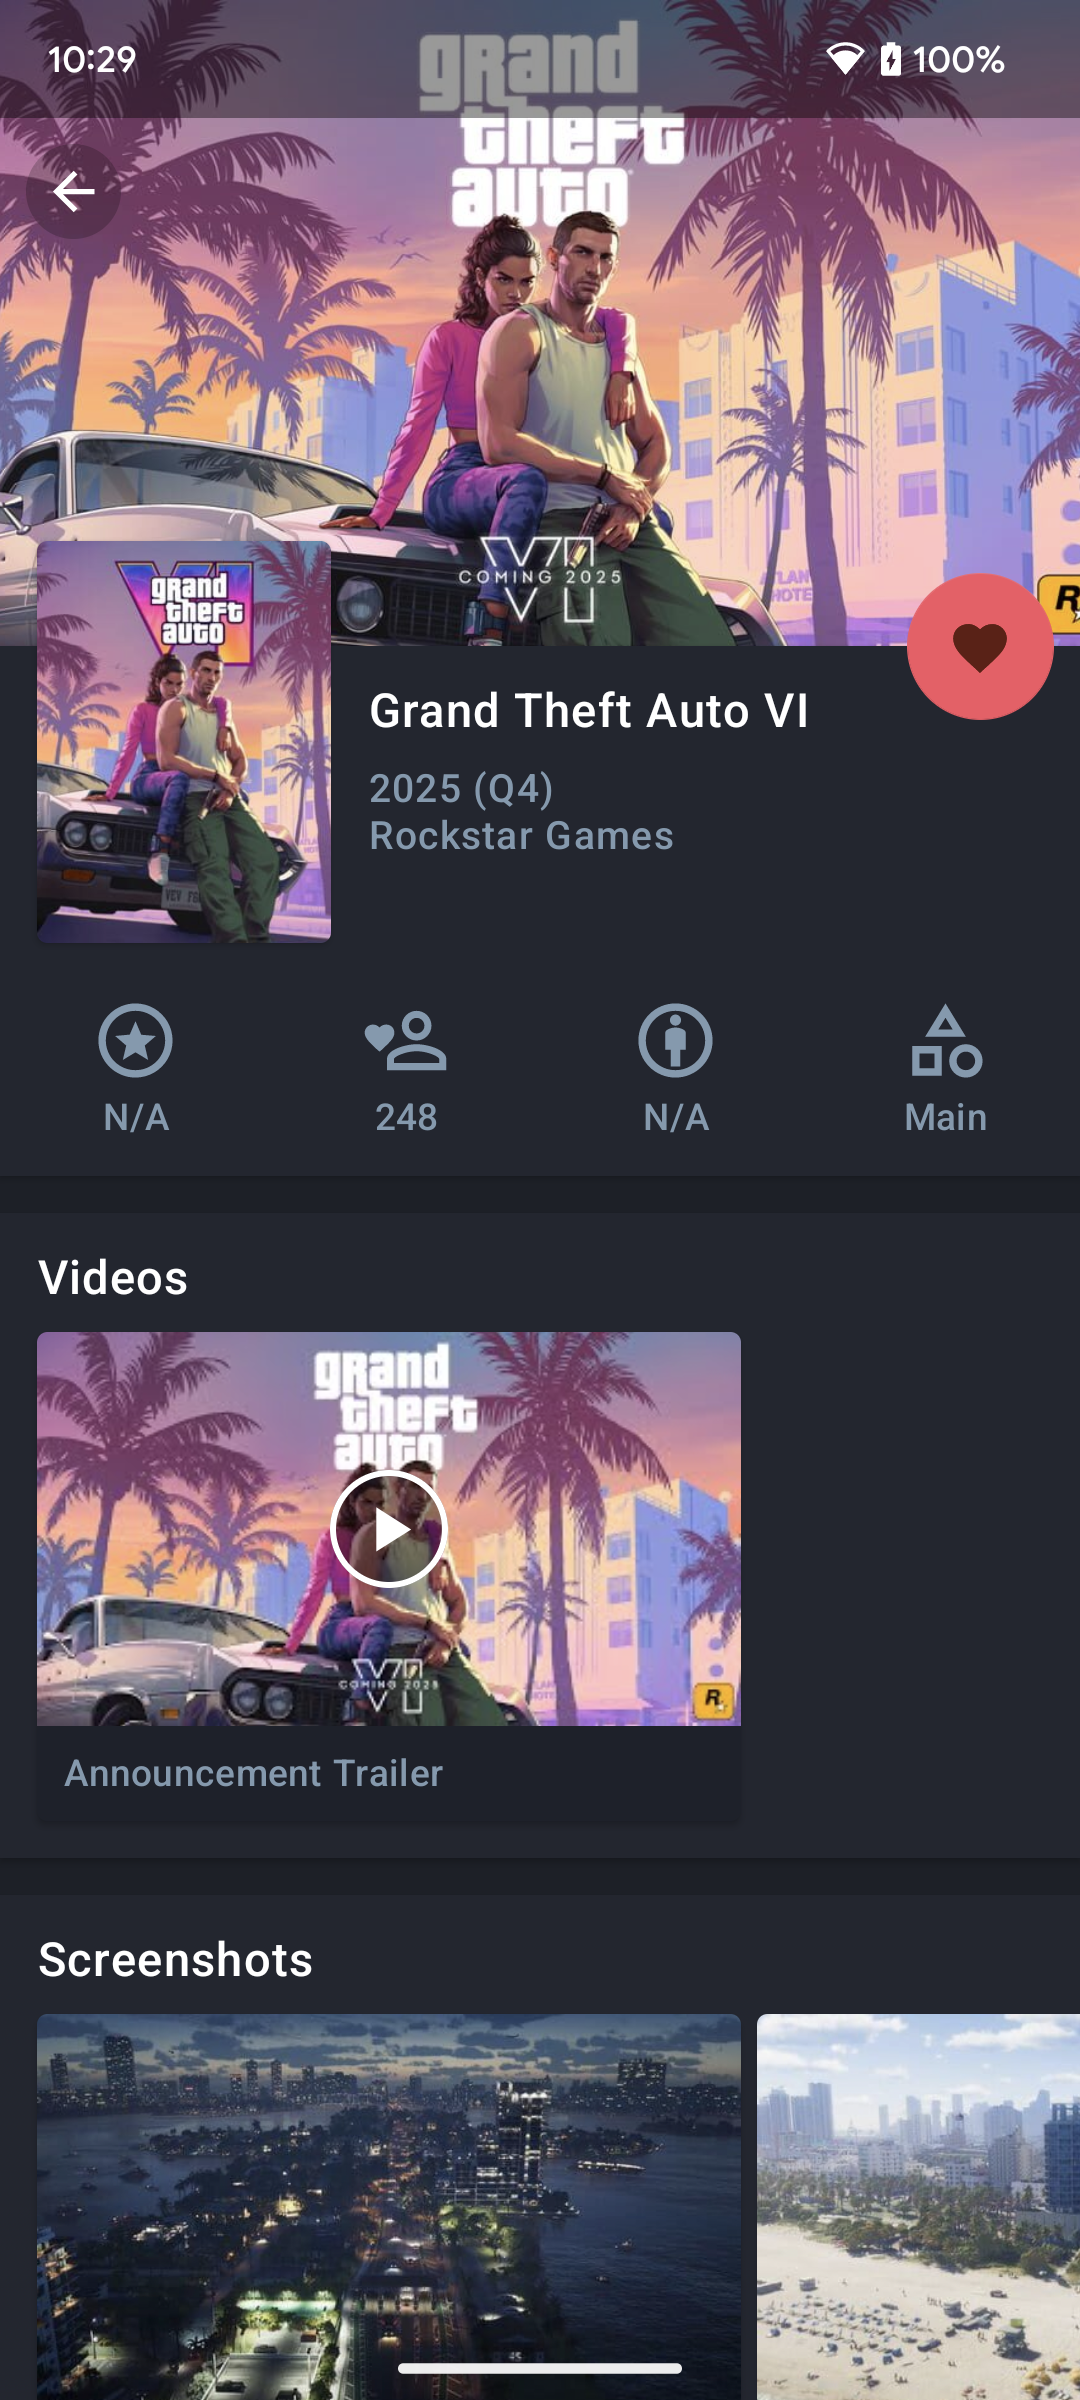 10:29
100%
grand
theft
auto
VI
COMING 2025
R
grand
theft
auto
VI
Grand Theft Auto VI
2025 (Q4)
Rockstar Games
N/A
248
N/A
Main
Videos
grand
theft
auto
VI
COMING 2025
R
Announcement Trailer
Screenshots